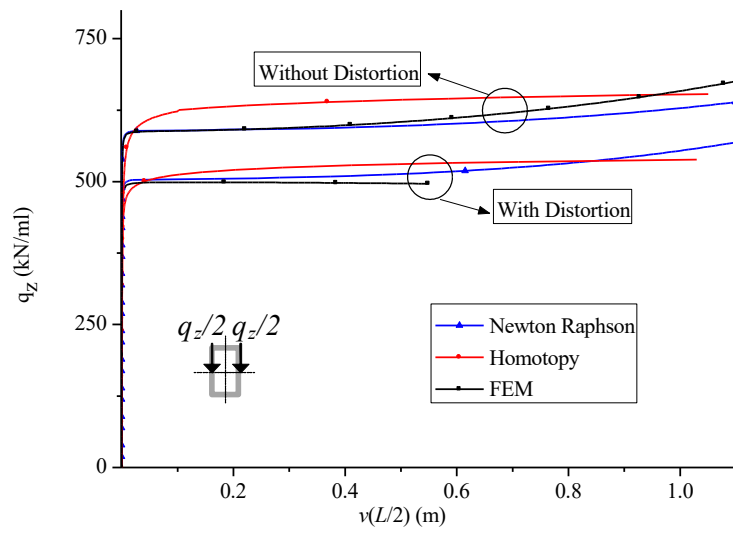 750
Without Distortion
500
With Distortion
q_z (kN/ml)
250
q_z/2 q_z/2
Newton Raphson
Homotopy
FEM
0
0.2 0.4 0.6 0.8 1.0
v(L/2) (m)